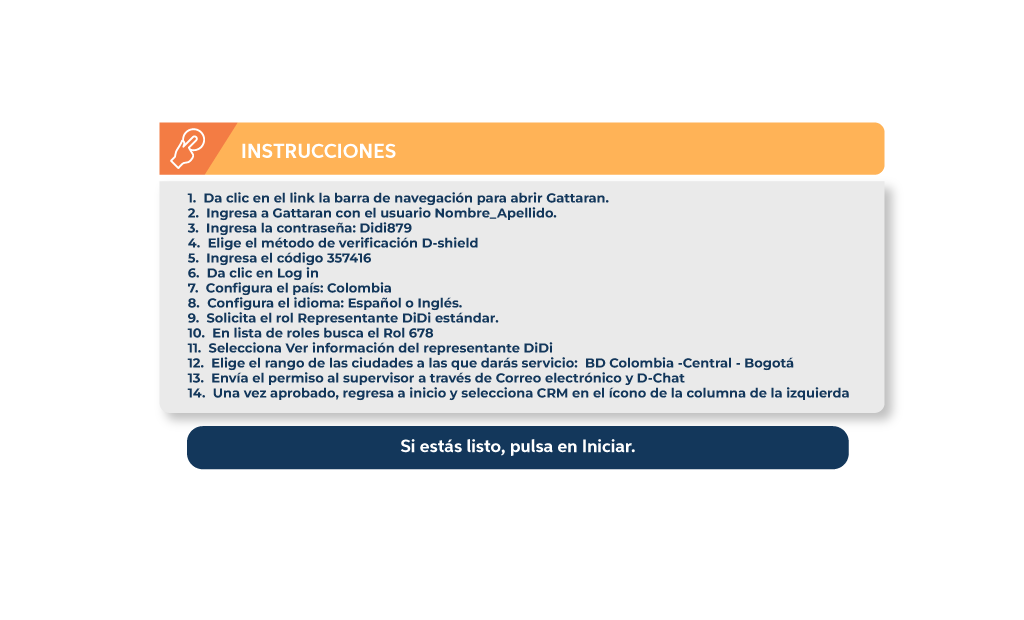 INSTRUCCIONES
1. Da clic en el link la barra de navegación para abrir Gattaran.
2. Ingresa a Gattaran con el usuario Nombre_Apellido.
3. Ingresa la contraseña: Didi879
4. Elige el método de verificación D-shield
5. Ingresa el código 357416
6. Da clic en Log in
7. Configura el país: Colombia
8. Configura el idioma: Español o Inglés.
9. Solicita el rol Representante DiDi estándar.
10. En lista de roles busca el Rol 678
11. Selecciona Ver información del representante DiDi
12. Elige el rango de las ciudades a las que darás servicio: BD Colombia -Central - Bogotá
13. Envía el permiso al supervisor a través de Correo electrónico y D-Chat
14. Una vez aprobado, regresa a inicio y selecciona CRM en el ícono de la columna de la izquierda
Si estás listo, pulsa en Iniciar.